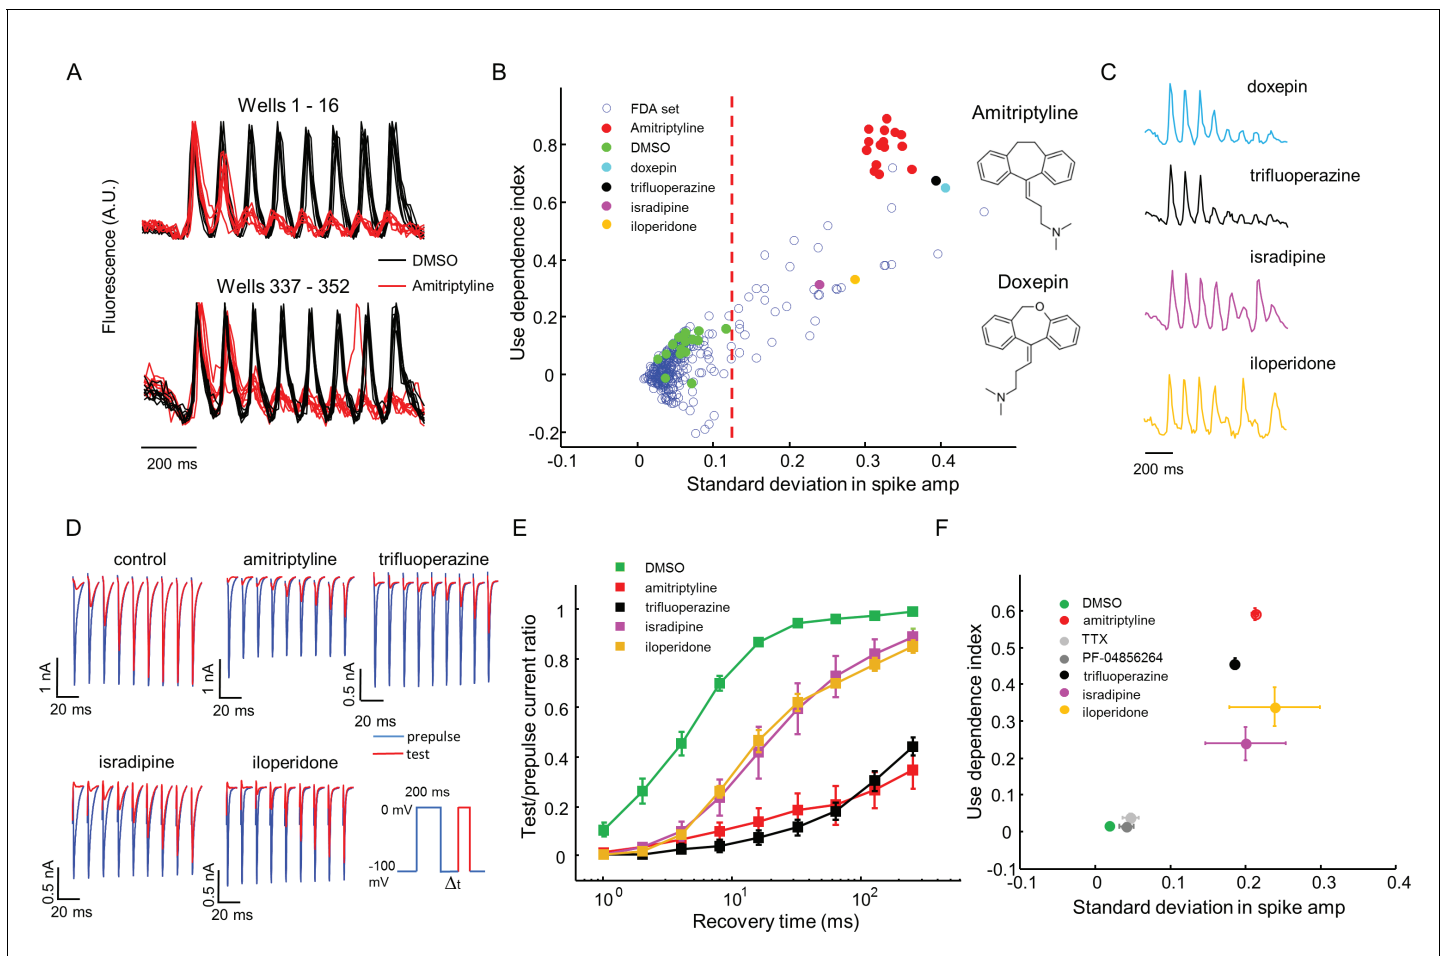 A
Wells 1 - 16
Fluorescence (A.U.)
DMSO
Amitriptyline
Wells 337 - 352
200 ms
B
FDA set
Amitriptyline
DMSO
doxepin
trifluoperazine
isradipine
iloperidone
Use dependence index
0.8
0.6
0.4
0.2
0
-0.2
-0.1
0
0.1
0.2
0.3
0.4
Standard deviation in spike amp
Amitriptyline
N
Doxepin
O
N
C
doxepin
trifluoperazine
isradipine
iloperidone
200 ms
D
control
amitriptyline
trifluoperazine
1 nA
20 ms
1 nA
20 ms
0.5 nA
20 ms
prepulse
test
isradipine
iloperidone
0.5 nA
20 ms
0.5 nA
20 ms
200 ms
0 mV
-100
mV
Δt
E
DMSO
amitriptyline
trifluoperazine
isradipine
iloperidone
Test/prepulse current ratio
1
0.8
0.6
0.4
0.2
0
10⁰
10¹
10²
Recovery time (ms)
F
DMSO
amitriptyline
TTX
PF-04856264
trifluoperazine
isradipine
iloperidone
Use dependence index
0.6
0.5
0.4
0.3
0.2
0.1
0
-0.1
-0.1
0
0.1
0.2
0.3
0.4
Standard deviation in spike amp